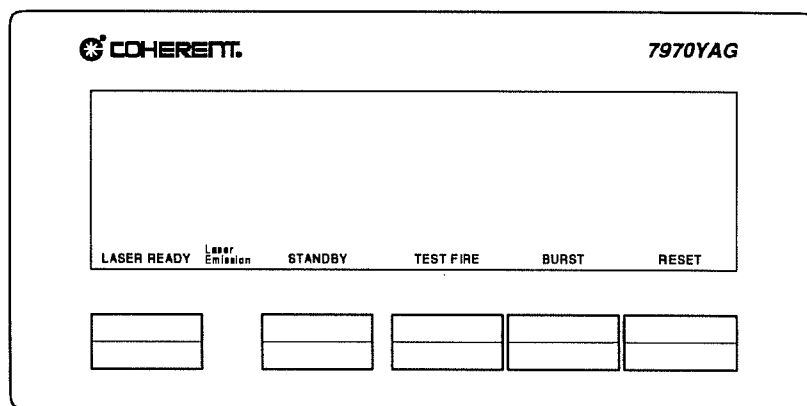 COHERENT.
7970YAG
LASER READY
Laser
Emission
STANDBY
TEST FIRE
BURST
RESET